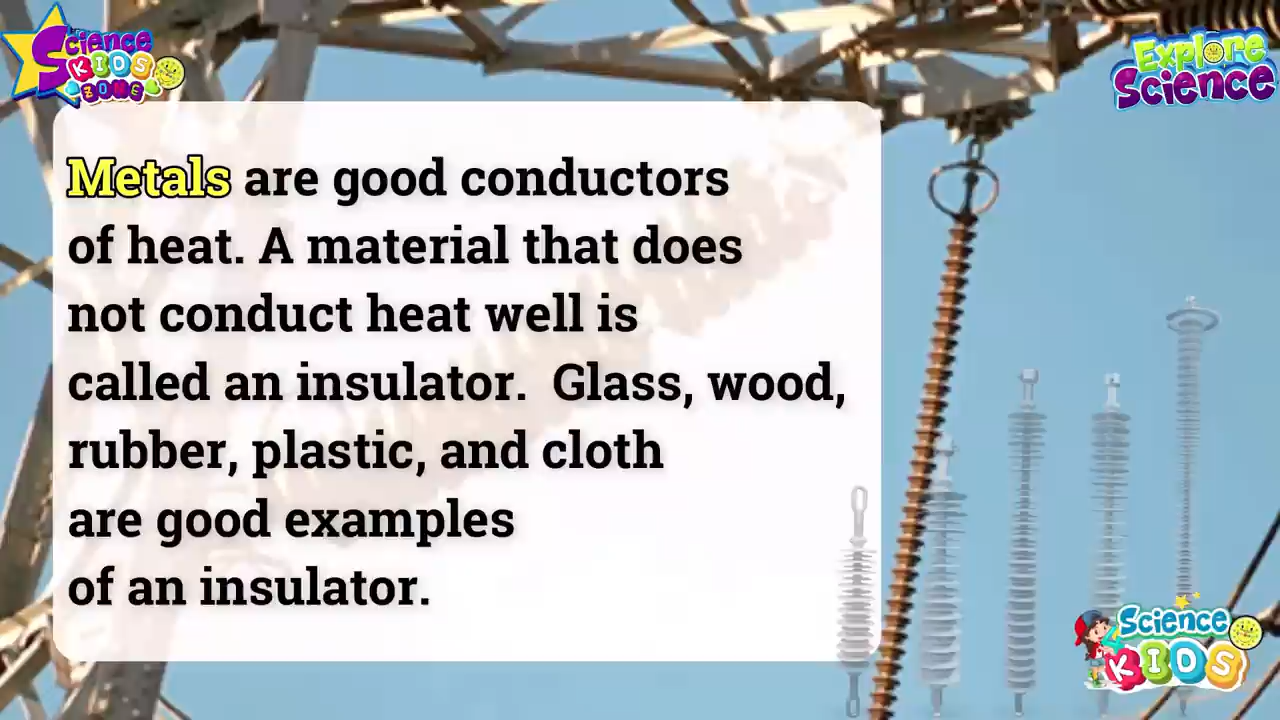 Science
KIDS
ZONE
Explore
Science
Metals are good conductors
of heat. A material that does
not conduct heat well is
called an insulator.  Glass, wood,
rubber, plastic, and cloth
are good examples
of an insulator.
Science
KIDS